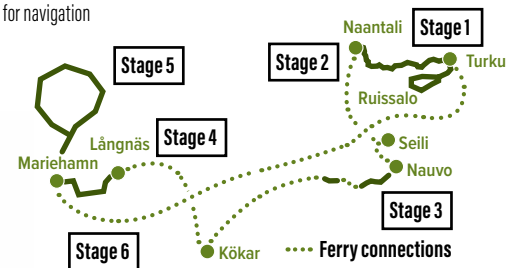 for navigation
Naantali
Stage 1
Stage 2
Turku
Stage 5
Ruissalo
Stage 4
Långnäs
Seili
Mariehamn
Nauvo
Stage 3
Stage 6
Kökar
Ferry connections